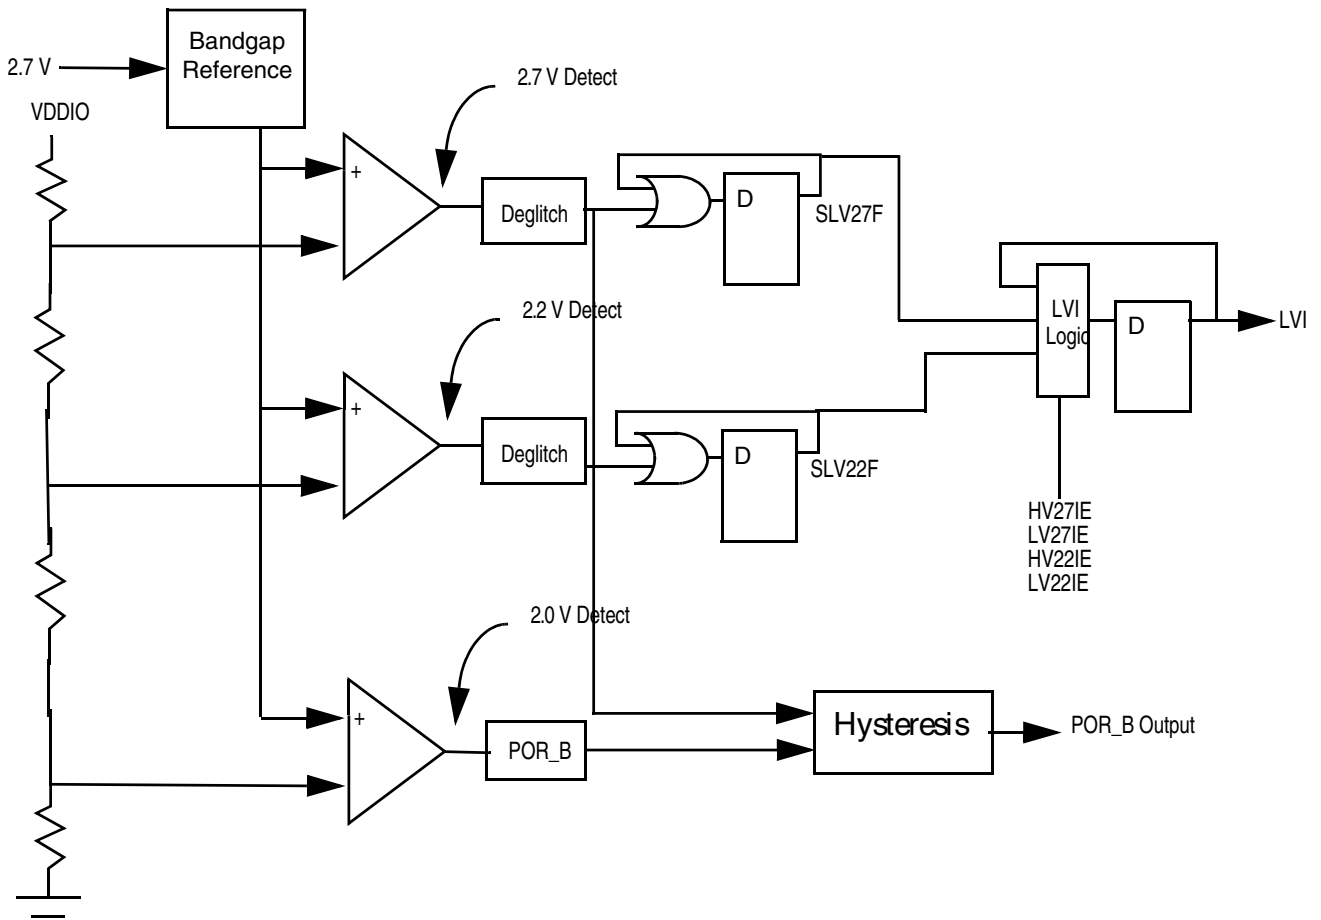 Bandgap
Reference
2.7 V
VDDIO
2.7 V Detect
+
Deglitch
D
SLV27F
2.2 V Detect
LVI
Logic
D
LVI
+
Deglitch
D
SLV22F
HV27IE
LV27IE
HV22IE
LV22IE
2.0 V Detect
+
POR_B
Hysteresis
POR_B Output